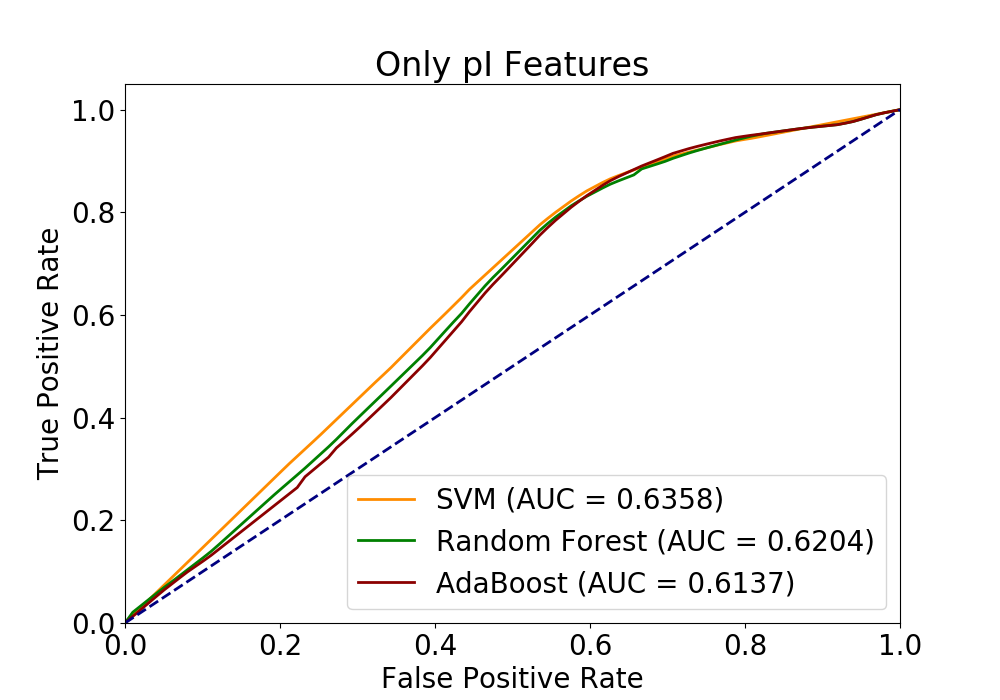 Only pI Features
True Positive Rate
1.0
0.8
0.6
0.4
0.2
0.0
SVM (AUC = 0.6358)
Random Forest (AUC = 0.6204)
AdaBoost (AUC = 0.6137)
0.0 0.2 0.4 0.6 0.8 1.0
False Positive Rate